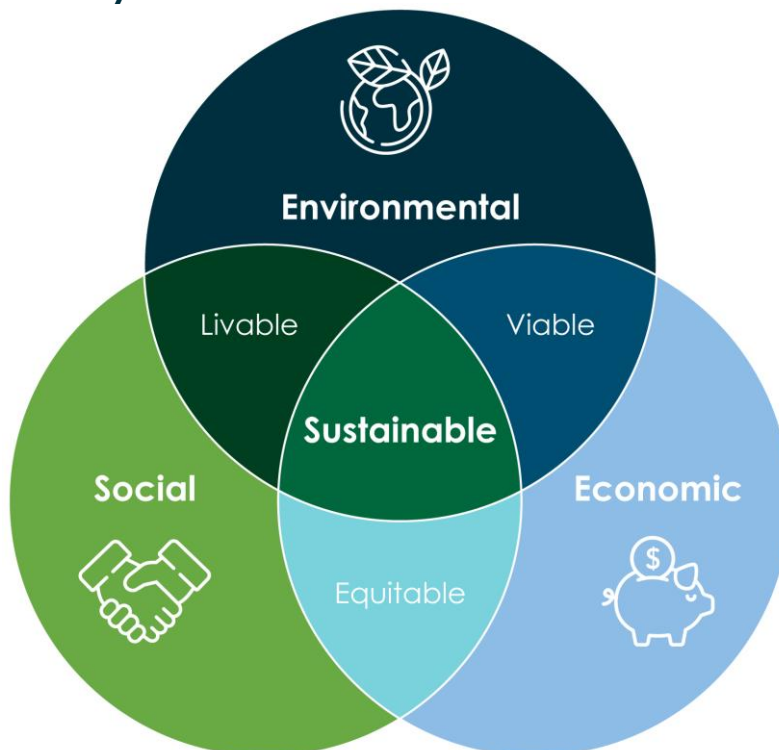 Environmental
Livable
Viable
Sustainable
Social
Economic
$
Equitable